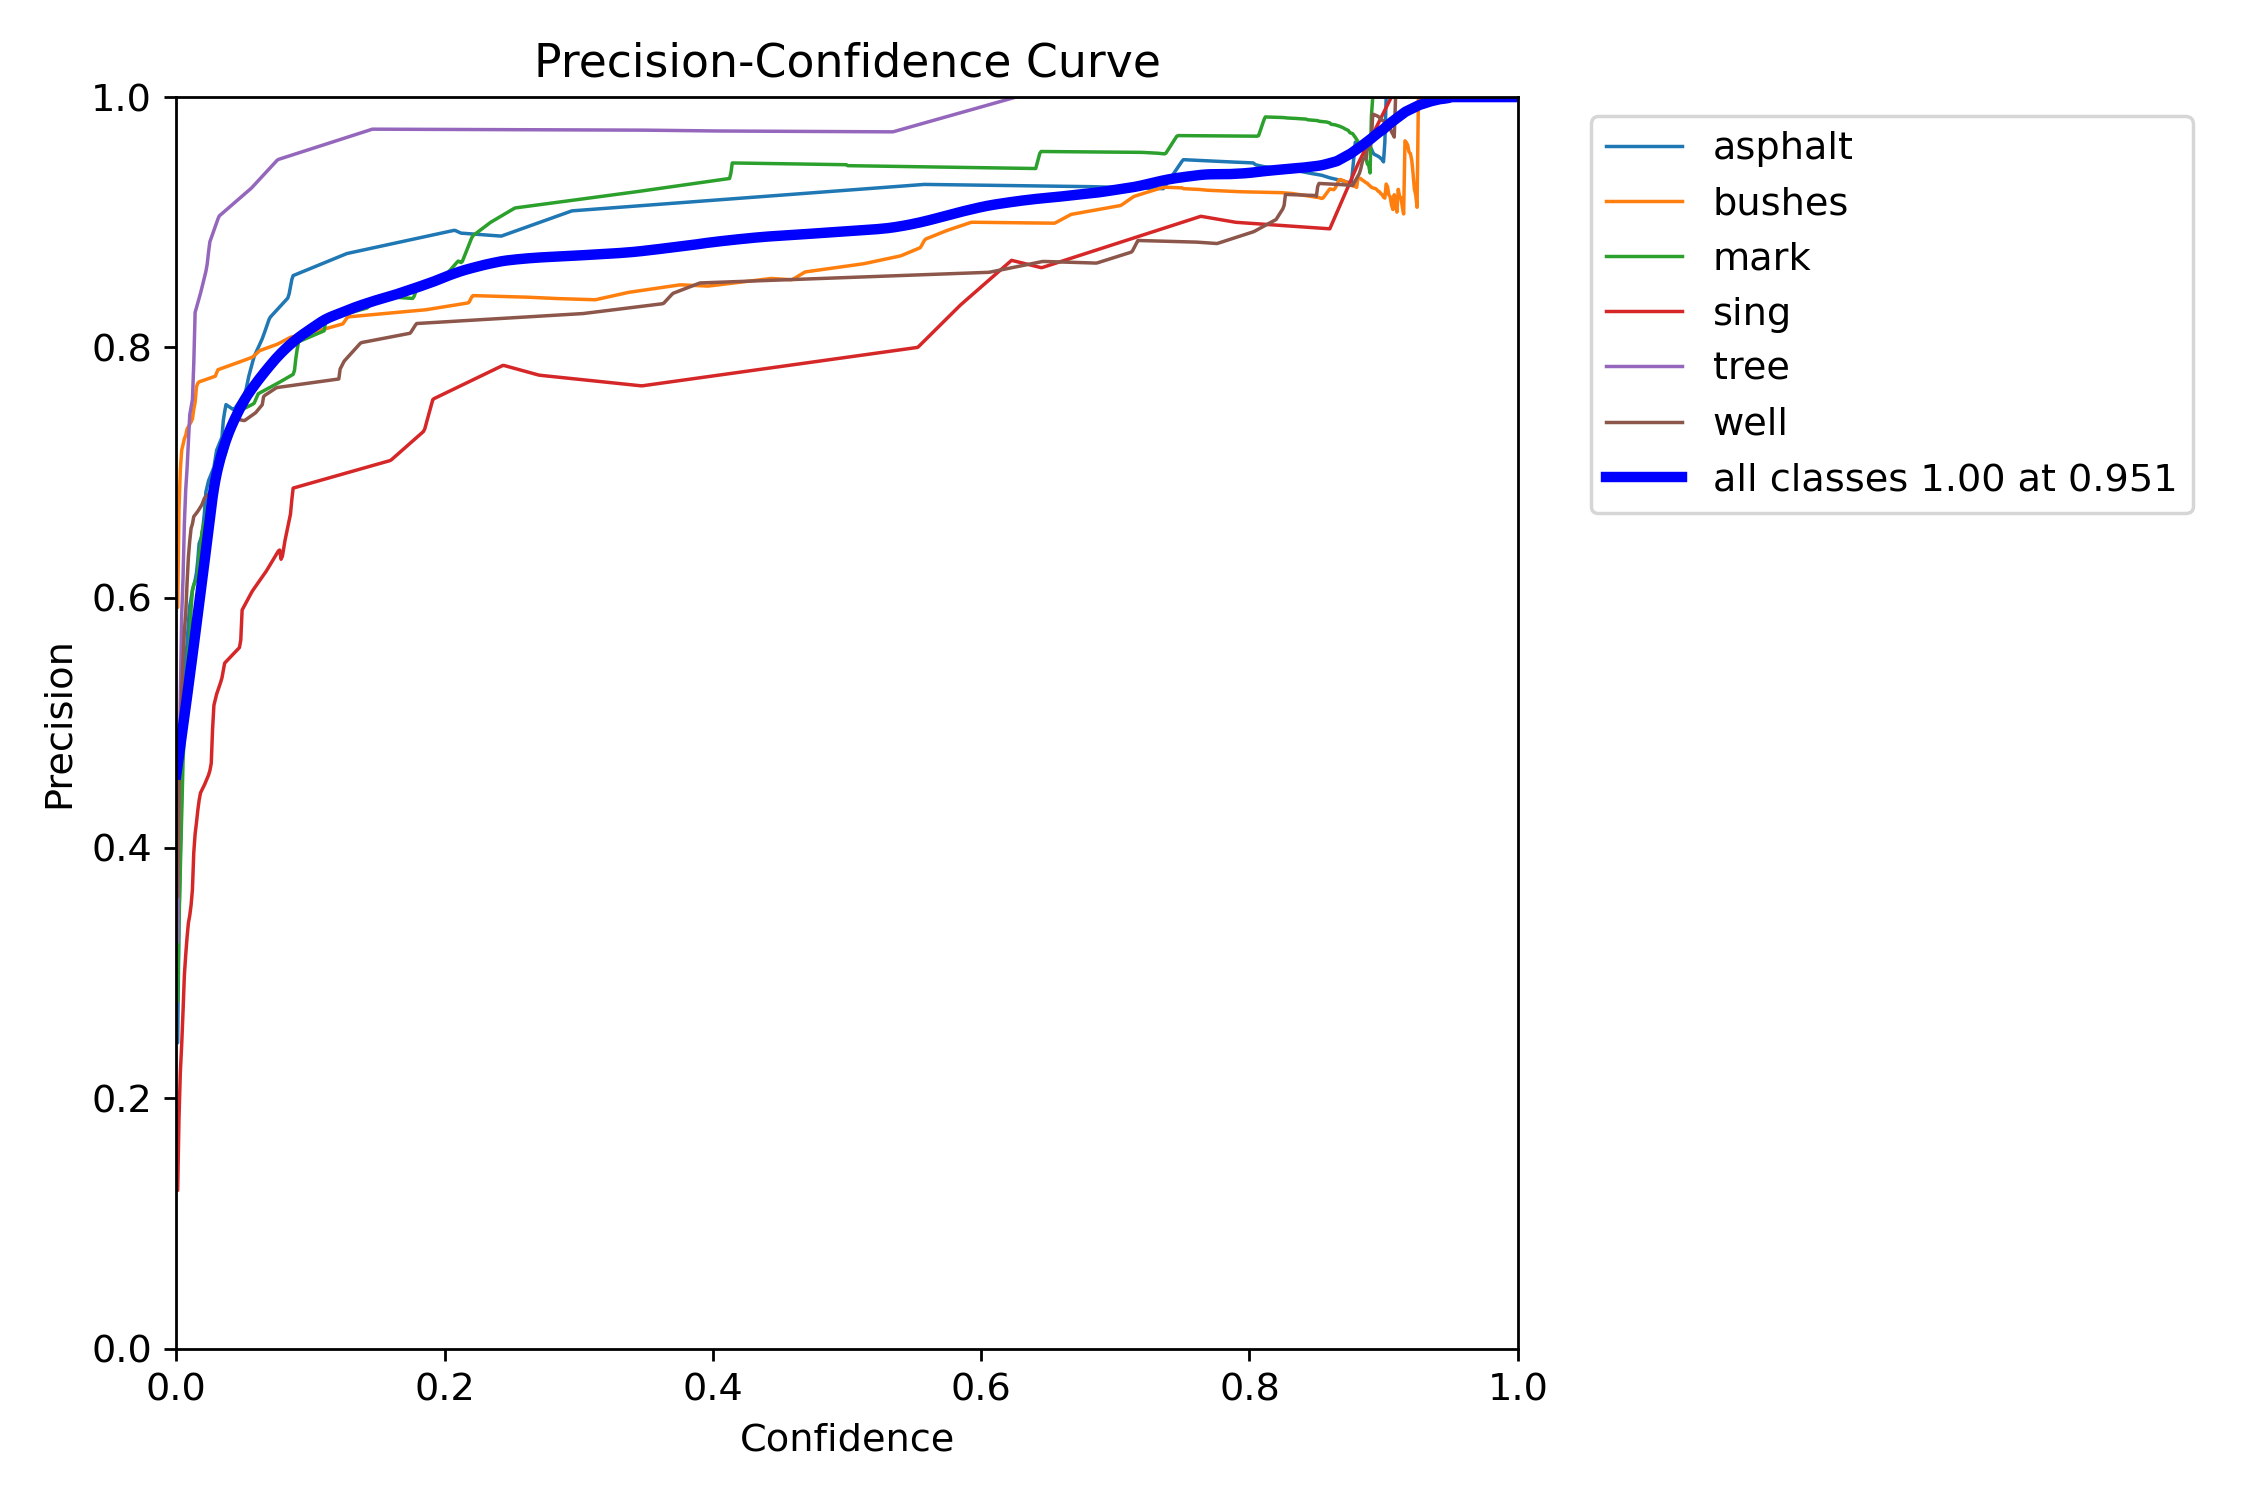 Precision-Confidence Curve
1.0
0.8
0.6
0.4
0.2
0.0
Precision
0.0 0.2 0.4 0.6 0.8 1.0
Confidence
asphalt
bushes
mark
sing
tree
well
all classes 1.00 at 0.951